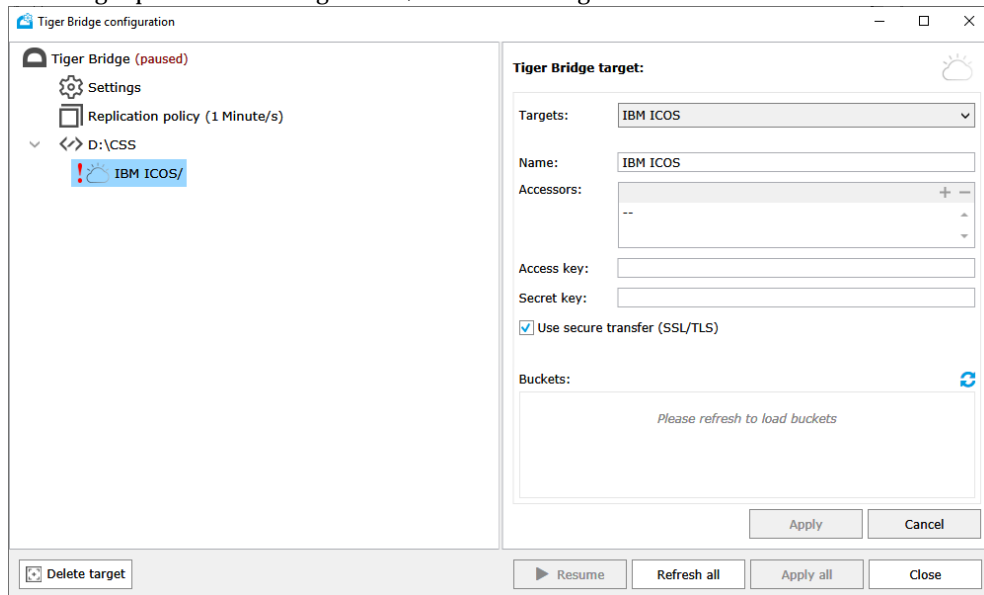 Tiger Bridge configuration
Tiger Bridge (paused)
Settings
Replication policy (1 Minute/s)
D:\CSS
IBM ICOS/
Delete target
Tiger Bridge target:
Targets: IBM ICOS
Name: IBM ICOS
Accessors: + −
--
Access key:
Secret key:
Use secure transfer (SSL/TLS)
Buckets:
Please refresh to load buckets
Apply Cancel
Resume Refresh all Apply all Close